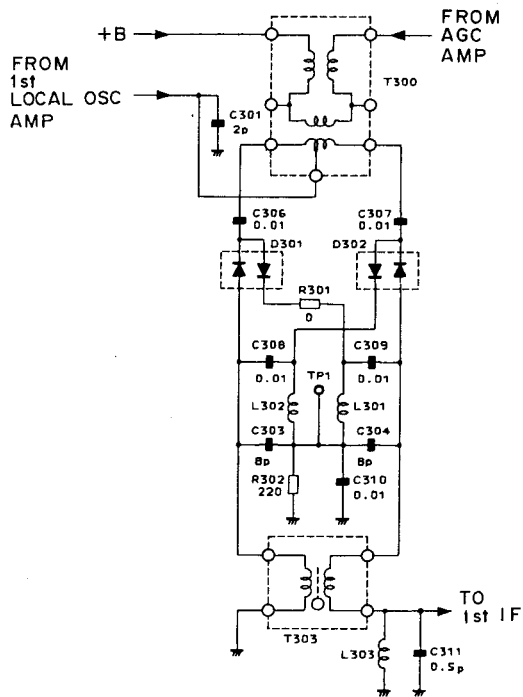 +B
FROM
AGC
AMP
FROM
1st
LOCAL OSC
AMP
T300
C301
2p
C306
0.01
C307
0.01
D301
D302
R301
0
C308
0.01
C309
0.01
TP1
L302
L301
C303
8p
C304
8p
R302
220
C310
0.01
T303
TO
1st IF
L303
C311
0.5p